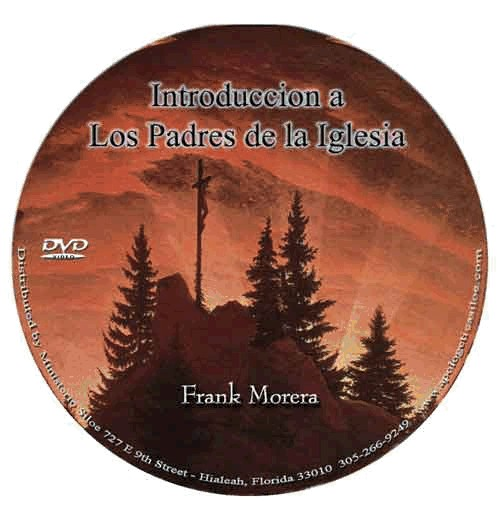 Introduccion a
Los Padres de la Iglesia
DVD
VIDEO
Frank Morera
Distributed by Ministerio Siloe 727 E 9th Street - Hialeah, Florida 33010 305-266-9249 www.apologeticasiloe.com